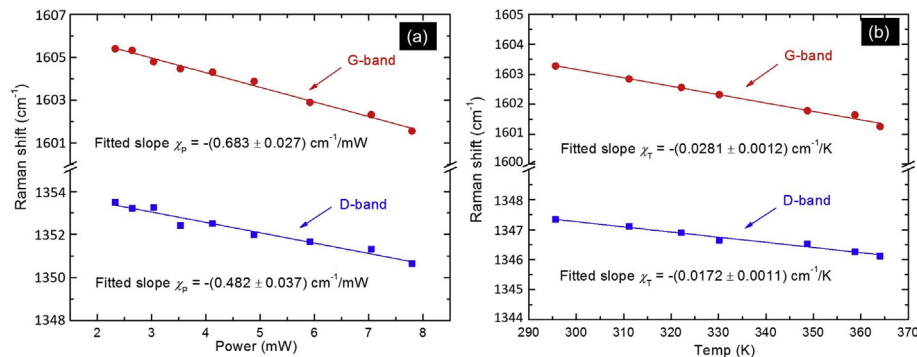 (a)
1607
1605
1603
1601
1354
1352
1350
1348
Raman shift (cm⁻¹)
G-band
Fitted slope χP = -(0.683 ± 0.027) cm⁻¹/mW
D-band
Fitted slope χP = -(0.482 ± 0.037) cm⁻¹/mW
2 3 4 5 6 7 8
Power (mW)
(b)
1605
1604
1603
1602
1601
1600
1348
1347
1346
1345
1344
Raman shift (cm⁻¹)
G-band
Fitted slope χT = -(0.0281 ± 0.0012) cm⁻¹/K
D-band
Fitted slope χT = -(0.0172 ± 0.0011) cm⁻¹/K
290 300 310 320 330 340 350 360 370
Temp (K)